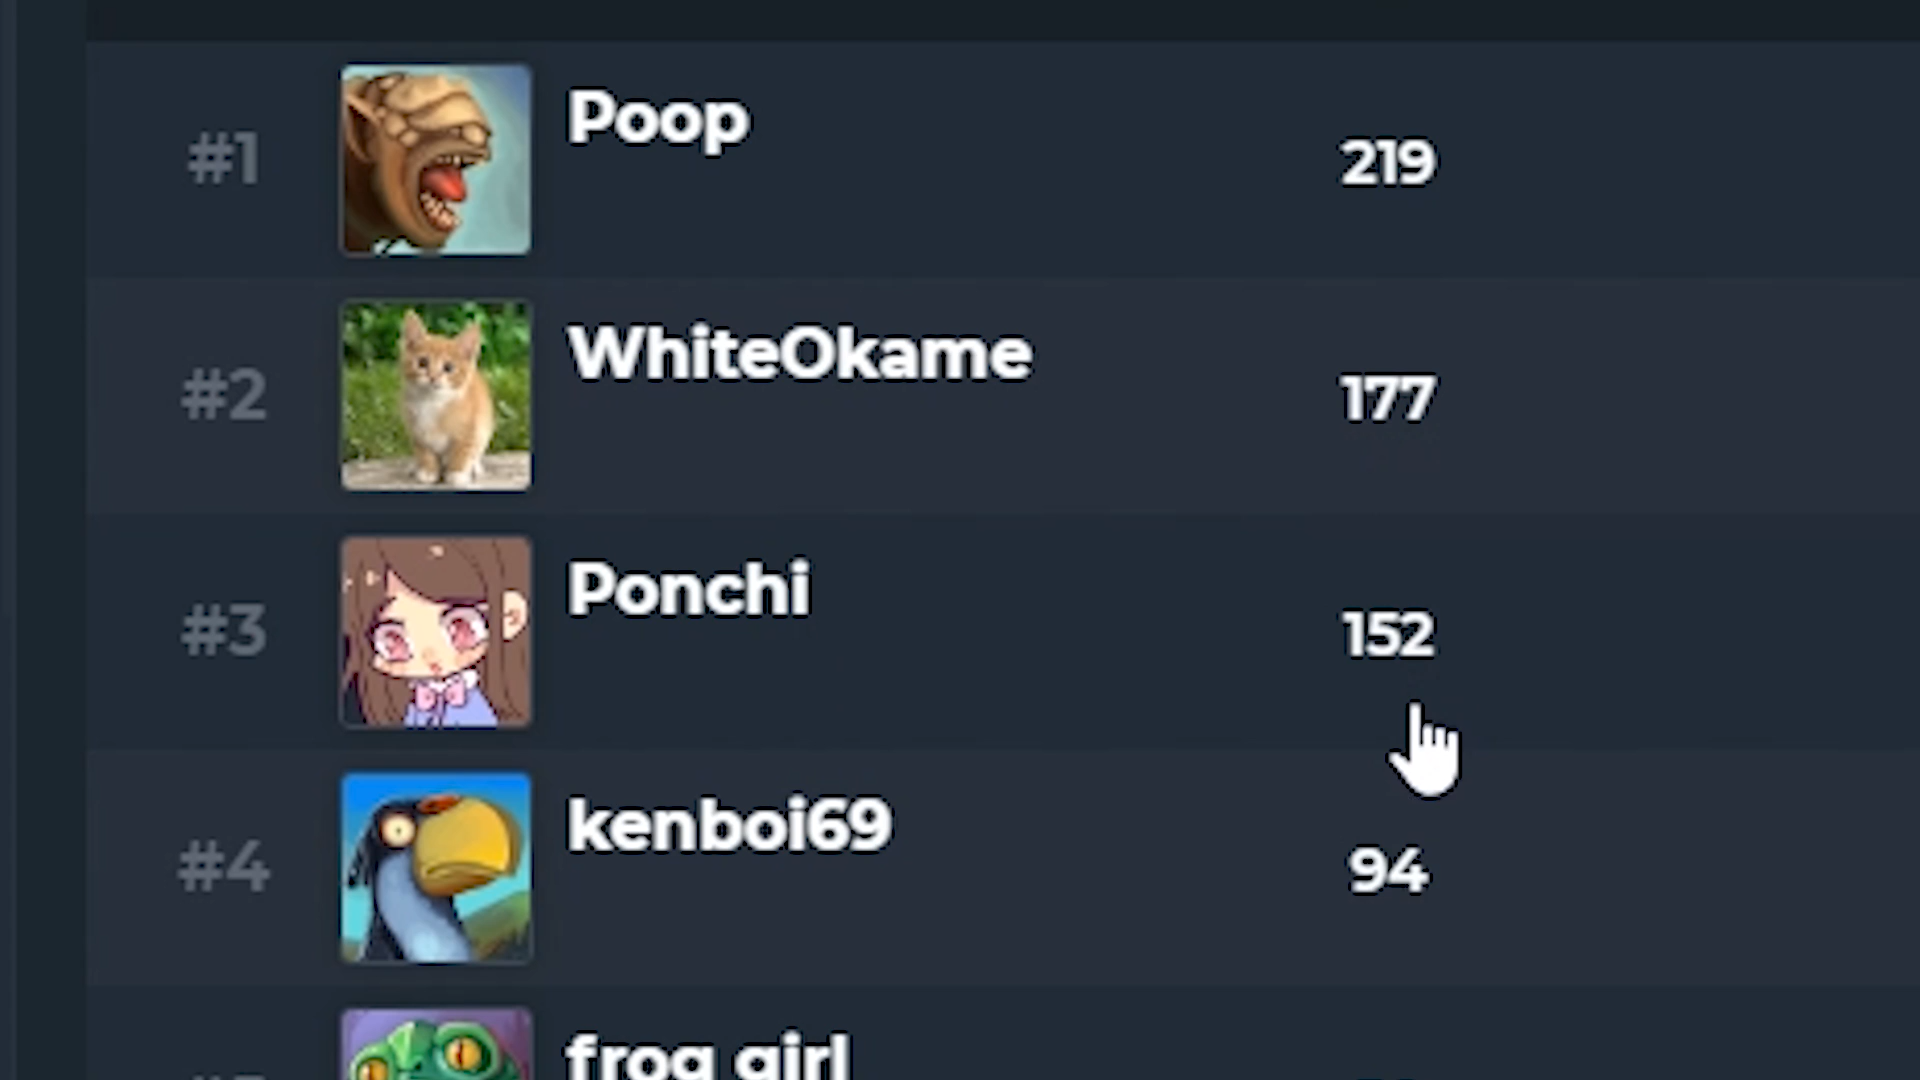 #1 Poop 219
#2 WhiteOkame 177
#3 Ponchi 152
#4 kenboi69 94
frog girl